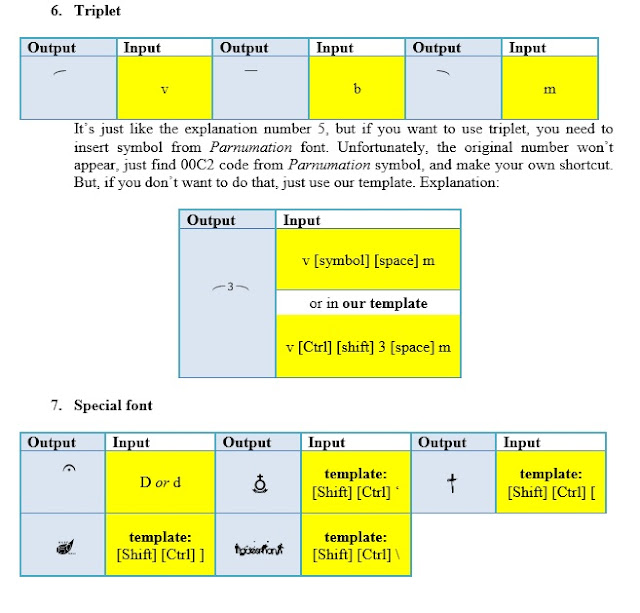 6. Triplet
Output Input Output Input Output Input
v b m
It's just like the explanation number 5, but if you want to use triplet, you need to
insert symbol from Parnumation font. Unfortunately, the original number won't
appear, just find 00C2 code from Parnumation symbol, and make your own shortcut.
But, if you don't want to do that, just use our template. Explanation:
Output Input
v [symbol] [space] m
3
or in our template
v [Ctrl] [shift] 3 [space] m
7. Special font
Output Input Output Input Output Input
D or d
template:
[Shift] [Ctrl] `
template:
[Shift] [Ctrl] [
template:
[Shift] [Ctrl] ]
template:
[Shift] [Ctrl] \